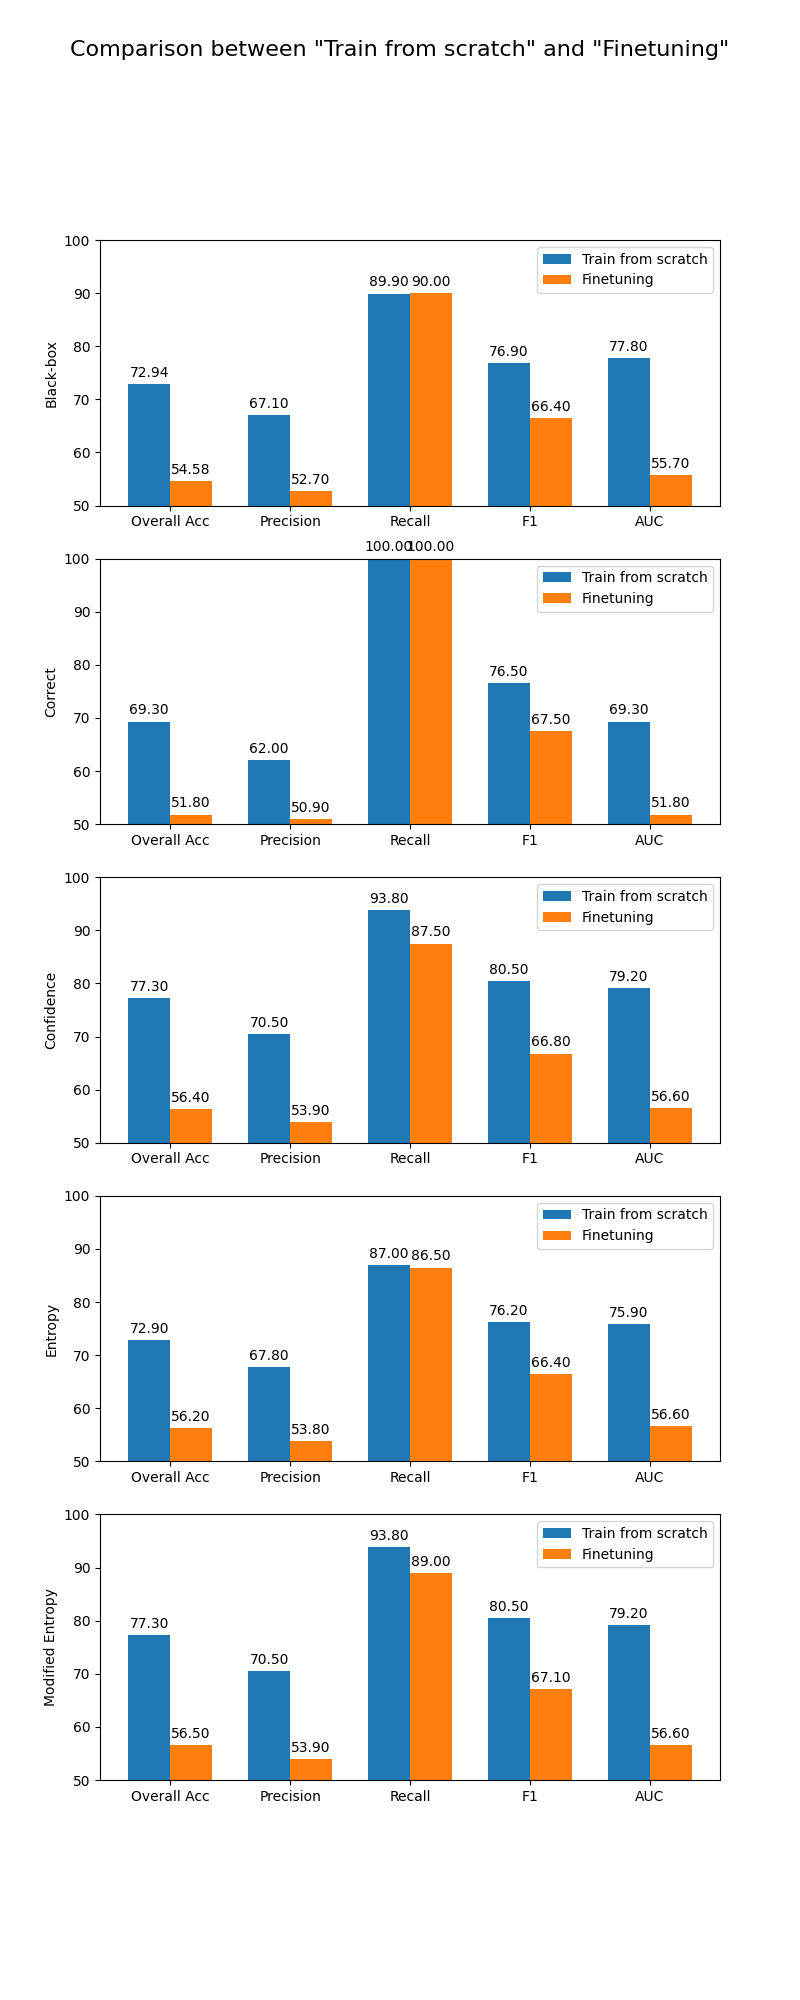 Comparison between "Train from scratch" and "Finetuning"
100
90
80
70
60
50
Black-box
Train from scratch
Finetuning
72.94 54.58 67.10 52.70 89.90 90.00 76.90 66.40 77.80 55.70
Overall Acc Precision Recall F1 AUC
100
90
80
70
60
50
Correct
Train from scratch
Finetuning
69.30 51.80 62.00 50.90 100.00 100.00 76.50 67.50 69.30 51.80
Overall Acc Precision Recall F1 AUC
100
90
80
70
60
50
Confidence
Train from scratch
Finetuning
77.30 56.40 70.50 53.90 93.80 87.50 80.50 66.80 79.20 56.60
Overall Acc Precision Recall F1 AUC
100
90
80
70
60
50
Entropy
Train from scratch
Finetuning
72.90 56.20 67.80 53.80 87.00 86.50 76.20 66.40 75.90 56.60
Overall Acc Precision Recall F1 AUC
100
90
80
70
60
50
Modified Entropy
Train from scratch
Finetuning
77.30 56.50 70.50 53.90 93.80 89.00 80.50 67.10 79.20 56.60
Overall Acc Precision Recall F1 AUC